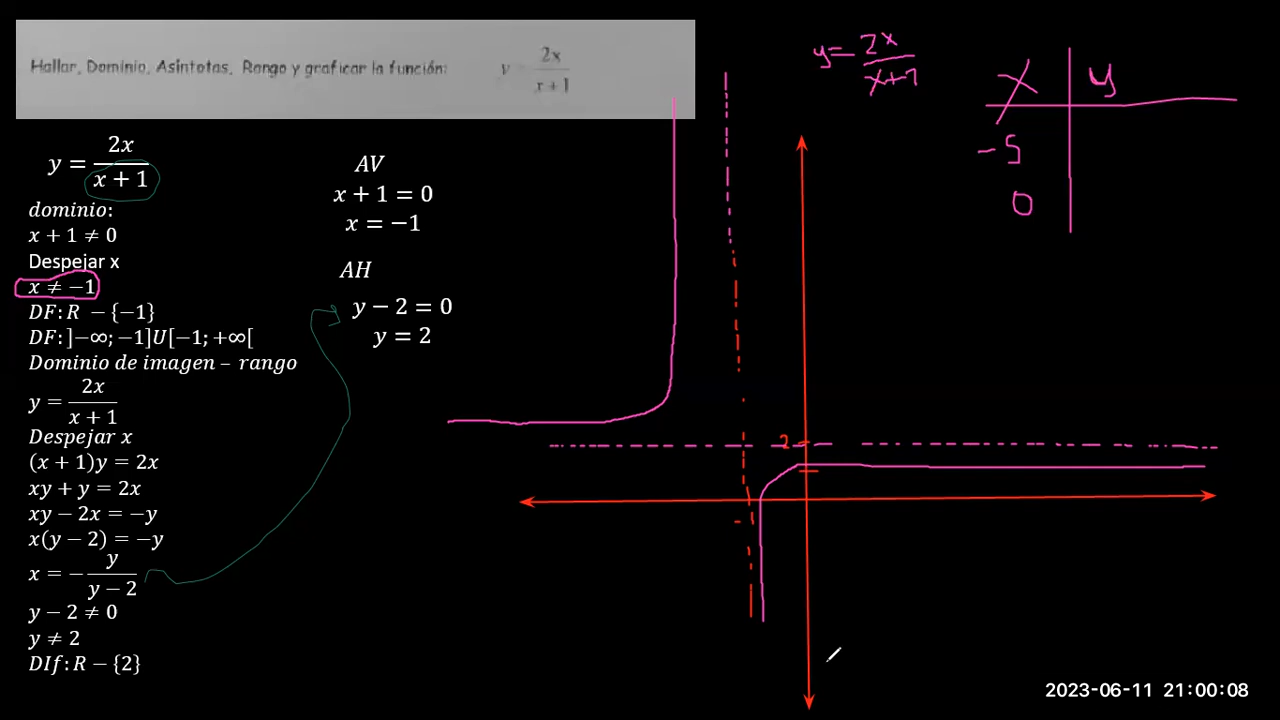 Hallar, Dominio, Asíntotas, Rango y graficar la función: y = 2x / x + 1
y = 2x / x + 1
dominio:
x + 1 ≠ 0
Despejar x
x ≠ −1
DF: R − {−1}
DF: ]−∞; −1]U[−1; +∞[
Dominio de imagen – rango
y = 2x / x + 1
Despejar x
(x + 1)y = 2x
xy + y = 2x
xy − 2x = −y
x(y − 2) = −y
x = − y / y − 2
y − 2 ≠ 0
y ≠ 2
DIf: R − {2}
AV
x + 1 = 0
x = −1
AH
y − 2 = 0
y = 2
y = 2x / x+1
x y
-5
0
2
-1
2023-06-11 21:00:08